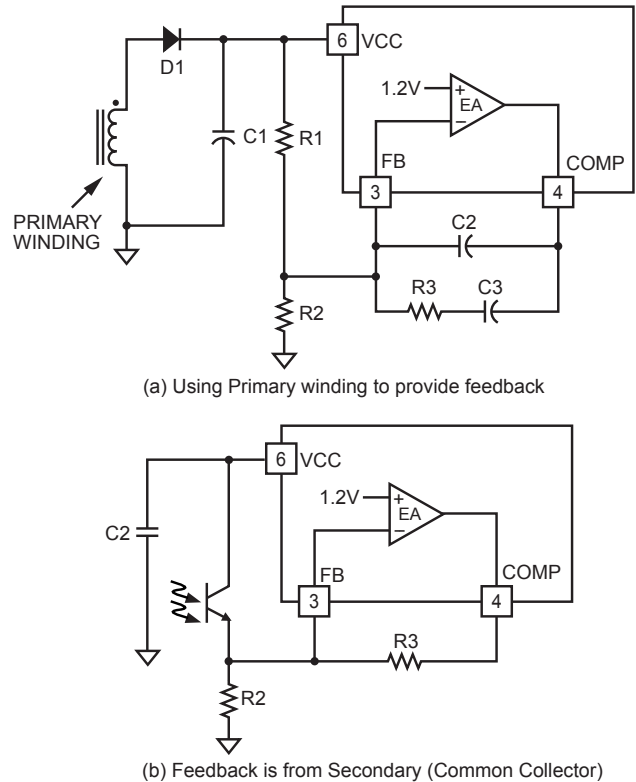 6 VCC
D1
1.2V + EA −
C1 R1
FB COMP
3 4
PRIMARY
WINDING
C2
R3 C3
R2
(a) Using Primary winding to provide feedback
6 VCC
1.2V + EA −
C2
FB COMP
3 4
R3
R2
(b) Feedback is from Secondary (Common Collector)